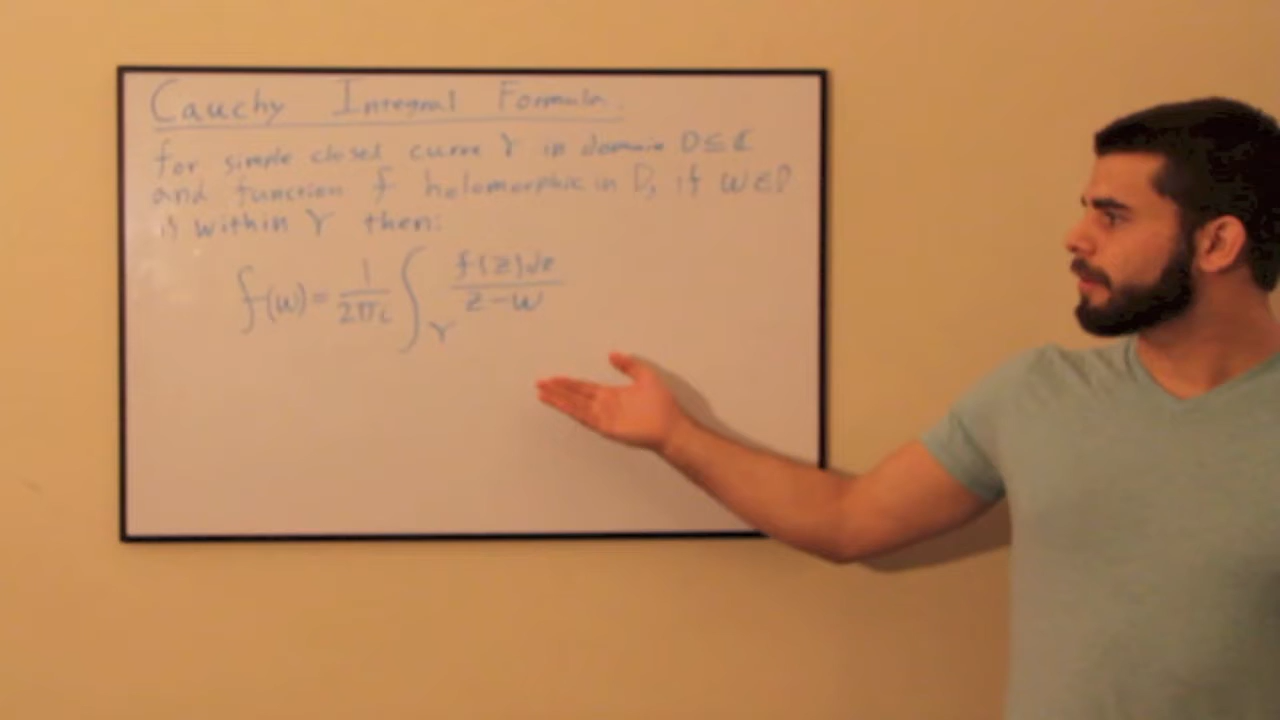 Cauchy Integral Formula.
for simple closed curve γ in domain D⊆ℂ
and function f holomorphic in D, if w∈D
is within γ then:
f(w) = 1/2πi ∫_γ f(z)dz/z-w